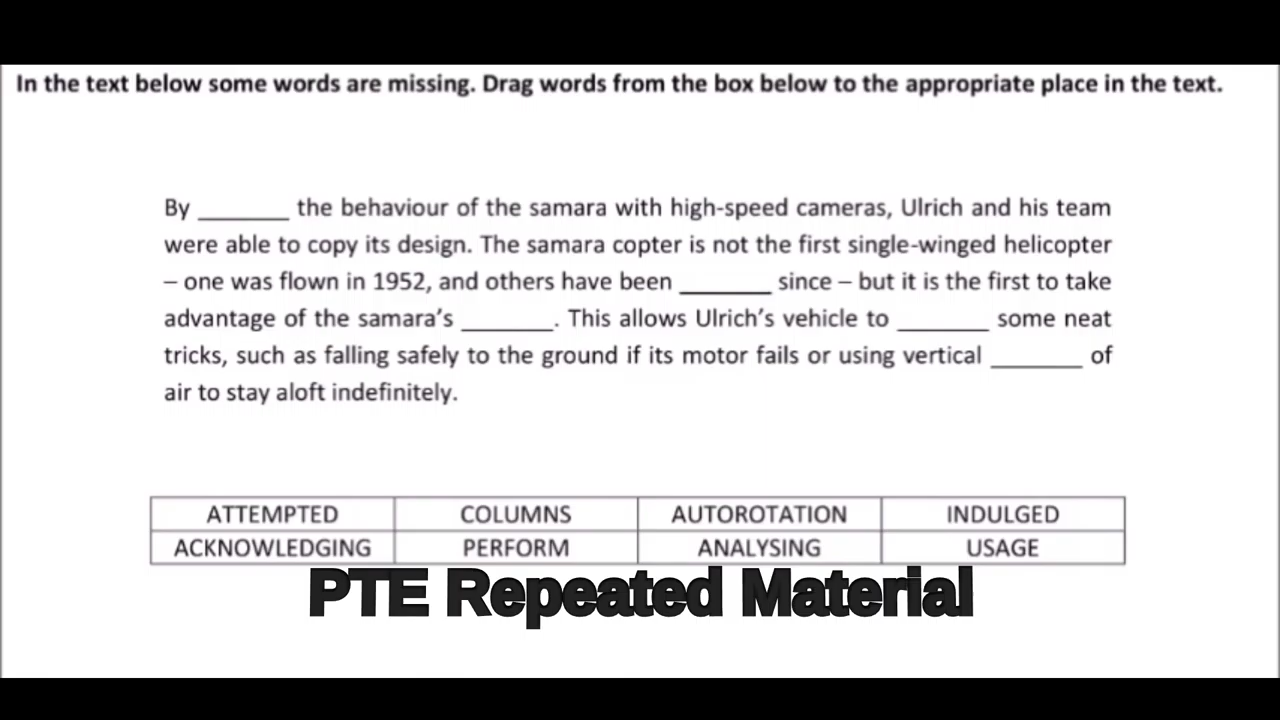 In the text below some words are missing. Drag words from the box below to the appropriate place in the text.
By _______ the behaviour of the samara with high-speed cameras, Ulrich and his team
were able to copy its design. The samara copter is not the first single-winged helicopter
– one was flown in 1952, and others have been _______ since – but it is the first to take
advantage of the samara's _______. This allows Ulrich's vehicle to _______ some neat
tricks, such as falling safely to the ground if its motor fails or using vertical _______ of
air to stay aloft indefinitely.
ATTEMPTED COLUMNS AUTOROTATION INDULGED
ACKNOWLEDGING PERFORM ANALYSING USAGE
PTE Repeated Material